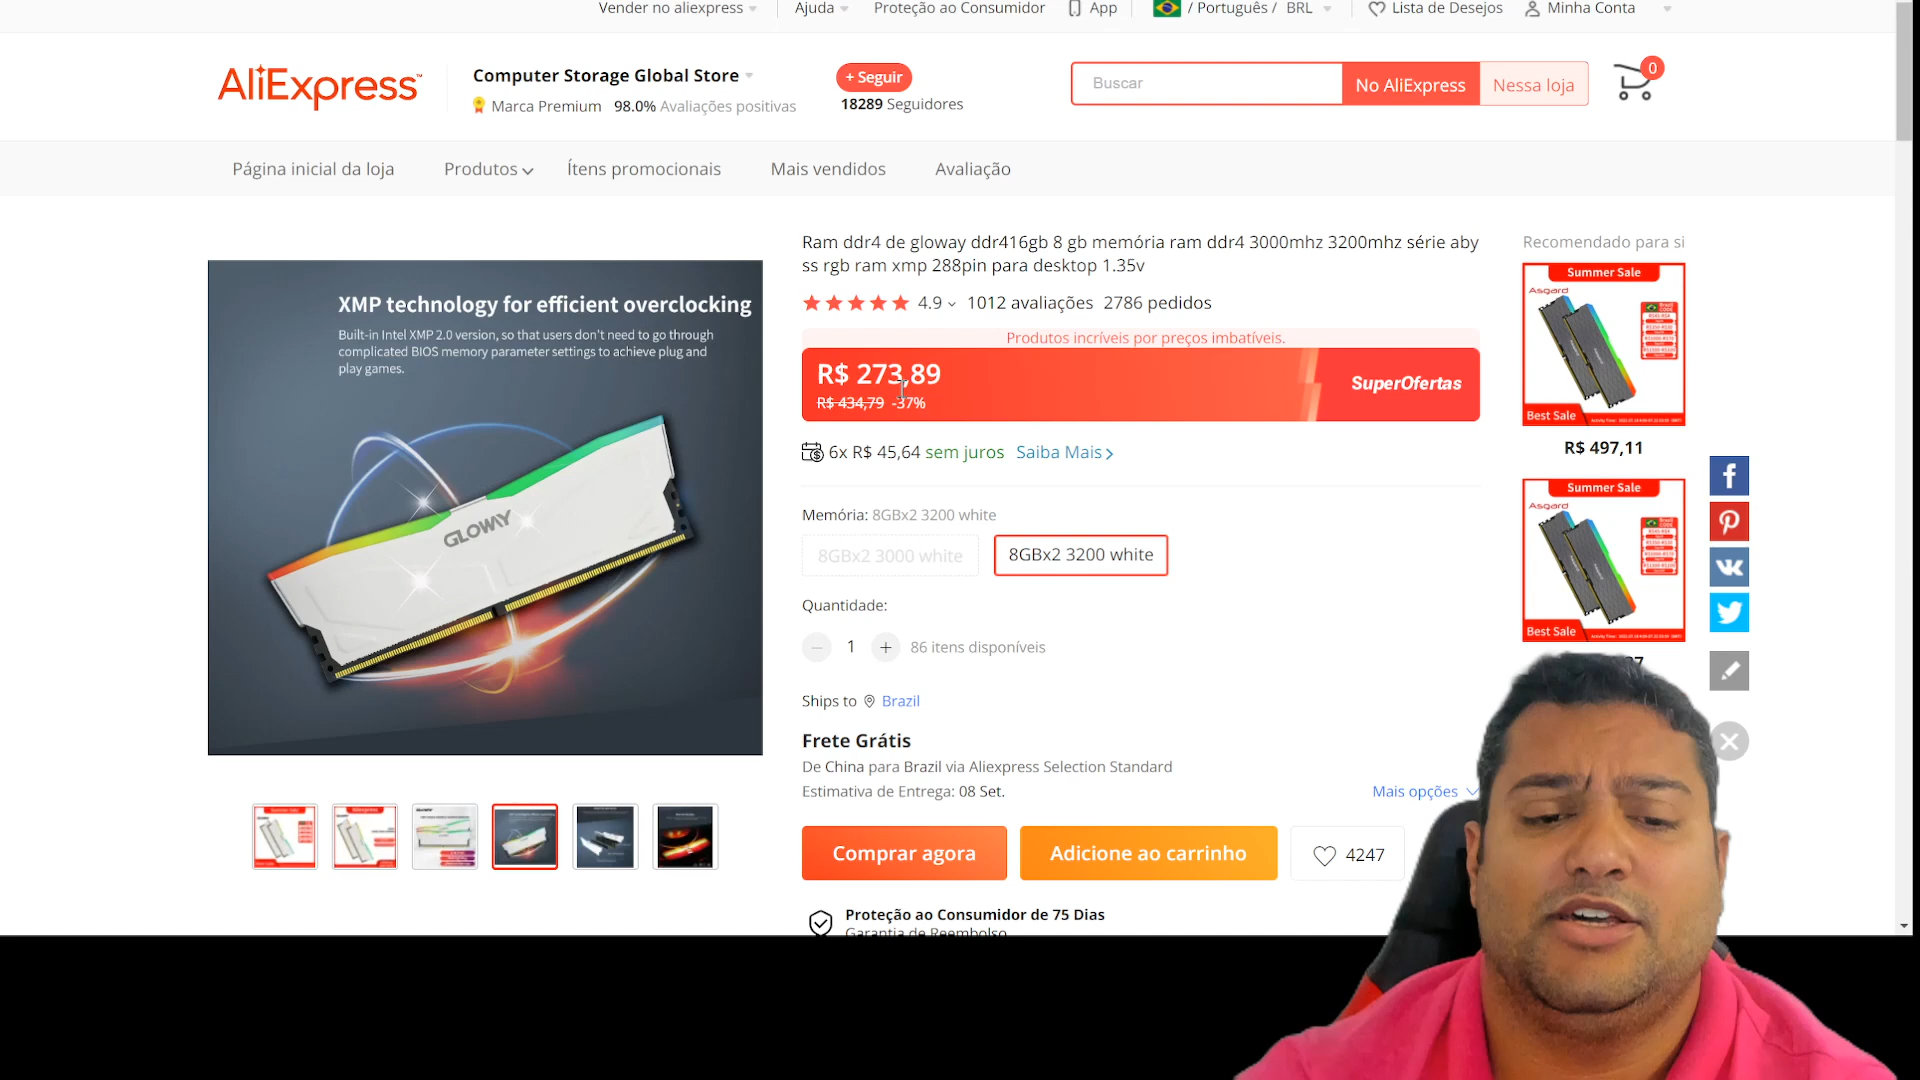 Vender no aliexpress
Ajuda
Proteção ao Consumidor
App
/ Português / BRL
Lista de Desejos
Minha Conta
AliExpress
Computer Storage Global Store
Marca Premium 98.0% Avaliações positivas
+ Seguir
18289 Seguidores
Buscar
No AliExpress
Nessa loja
0
Página inicial da loja
Produtos
Ítens promocionais
Mais vendidos
Avaliação
XMP technology for efficient overclocking
Built-in Intel XMP 2.0 version, so that users don't need to go through
complicated BIOS memory parameter settings to achieve plug and
play games.
GLOWAY
Ram ddr4 de gloway ddr416gb 8 gb memória ram ddr4 3000mhz 3200mhz série aby
ss rgb ram xmp 288pin para desktop 1.35v
4.9 1012 avaliações 2786 pedidos
Produtos incríveis por preços imbatíveis.
R$ 273,89
R$ 434,79 -37%
SuperOfertas
6x R$ 45,64 sem juros Saiba Mais
Memória: 8GBx2 3200 white
8GBx2 3000 white
8GBx2 3200 white
Quantidade:
1
86 itens disponíveis
Ships to Brazil
Frete Grátis
De China para Brazil via Aliexpress Selection Standard
Estimativa de Entrega: 08 Set.
Mais opções
Comprar agora
Adicione ao carrinho
4247
Proteção ao Consumidor de 75 Dias
Garantia de Reembolso
Recomendado para si
Summer Sale
Asgard
Best Sale
R$ 497,11
Summer Sale
Asgard
Best Sale